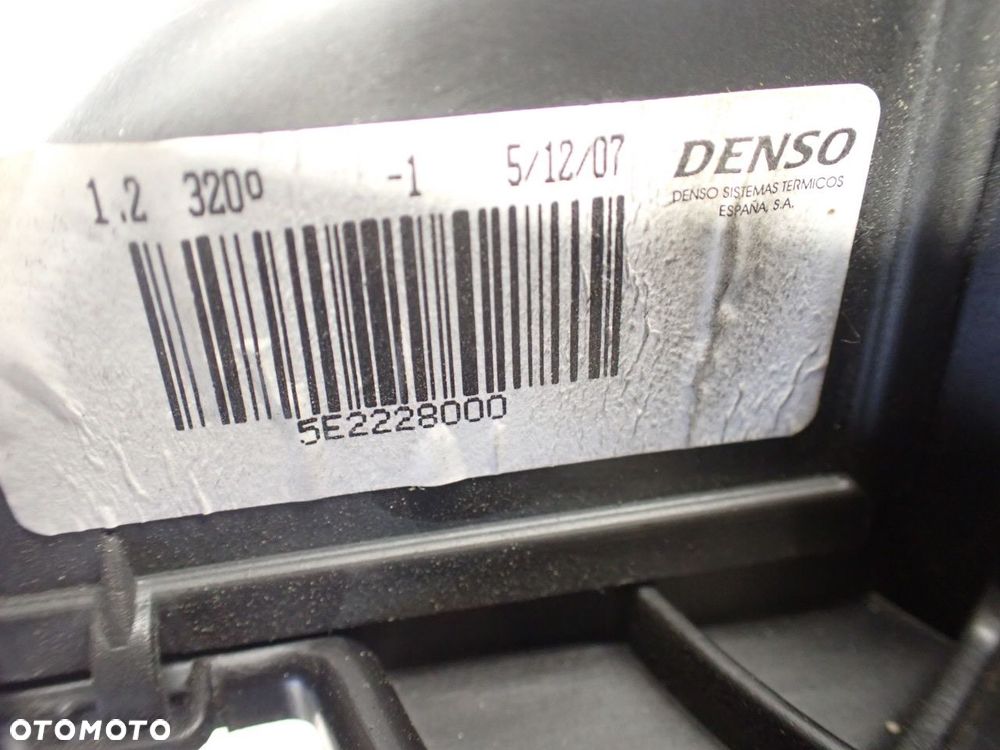 1.2 320º -1 5/12/07
DENSO
DENSO SISTEMAS TERMICOS
ESPAÑA, S.A.
5E2228000
OTOMOTO